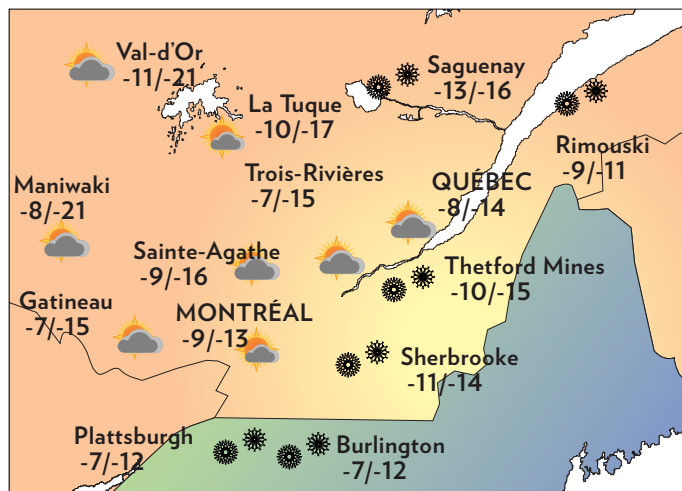 Val-d'Or
-11/-21
Saguenay
-13/-16
La Tuque
-10/-17
Rimouski
-9/-11
Trois-Rivières
-7/-15
QUÉBEC
-8/-14
Maniwaki
-8/-21
Sainte-Agathe
-9/-16
Thetford Mines
-10/-15
Gatineau
-7/-15
MONTRÉAL
-9/-13
Sherbrooke
-11/-14
Plattsburgh
-7/-12
Burlington
-7/-12